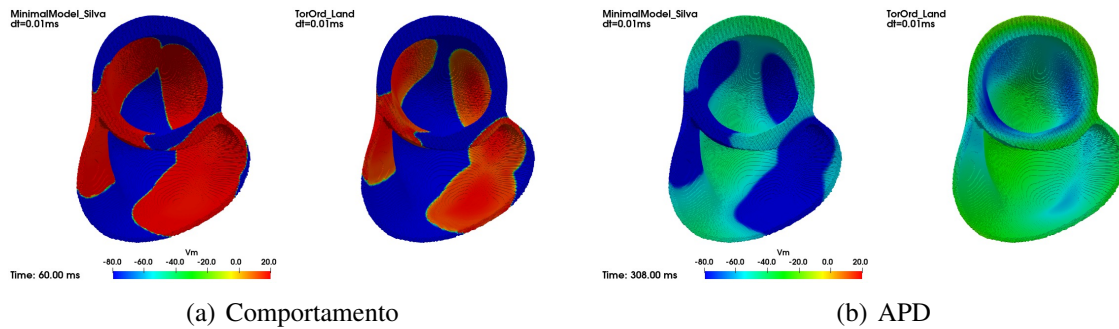 MinimalModel_Silva
dt=0.01ms
TorOrd_Land
dt=0.01ms
Vm
-80.0 -60.0 -40.0 -20.0 0.0 20.0
Time: 60.00 ms
(a) Comportamento
MinimalModel_Silva
dt=0.01ms
TorOrd_Land
dt=0.01ms
Vm
-80.0 -60.0 -40.0 -20.0 0.0 20.0
Time: 308.00 ms
(b) APD